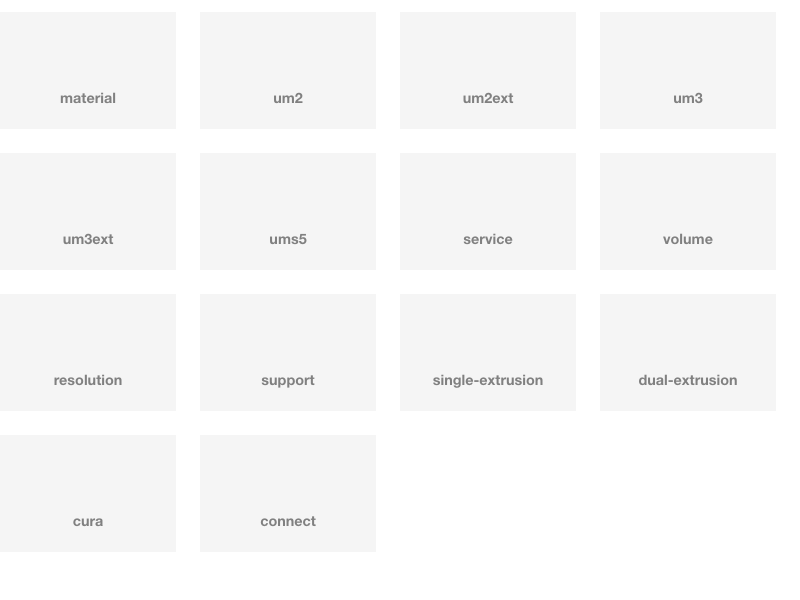 material
um2
um2ext
um3
um3ext
ums5
service
volume
resolution
support
single-extrusion
dual-extrusion
cura
connect